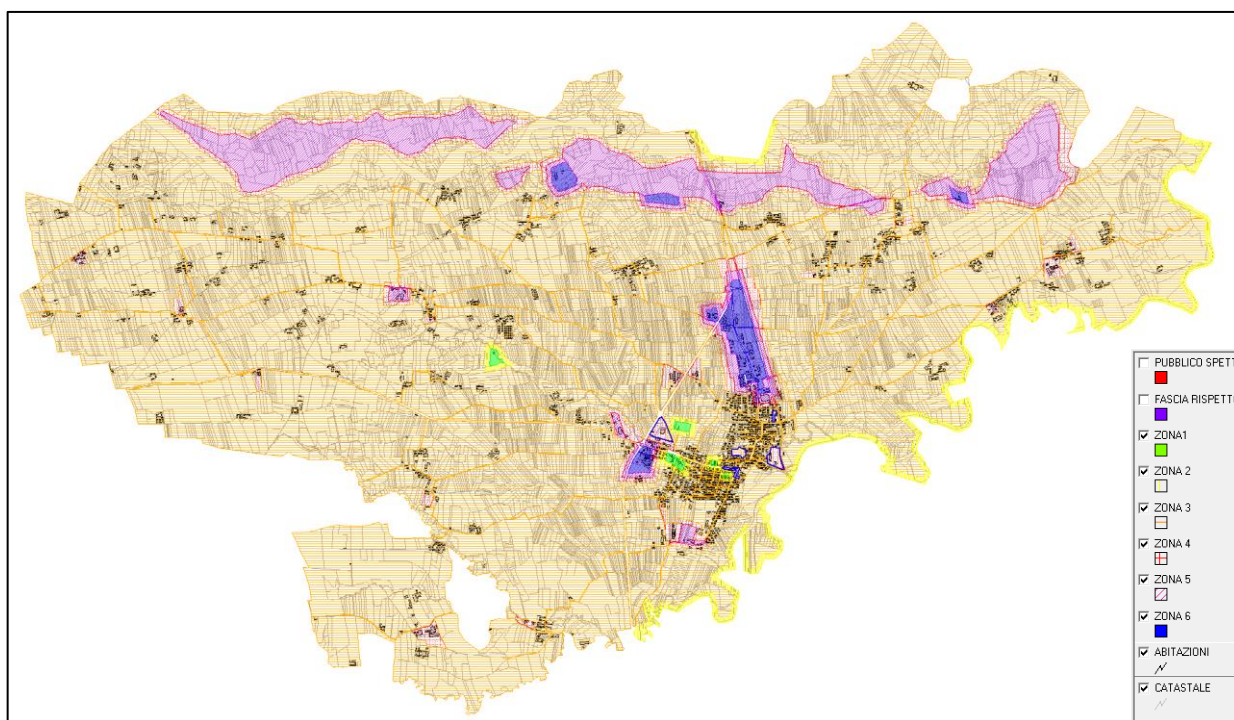 PUBBLICO SPETT
FASCIA RISPETT
ZONA1
ZONA 2
ZONA 3
ZONA 4
ZONA 5
ZONA 6
ABITAZIONI
CATASTALE